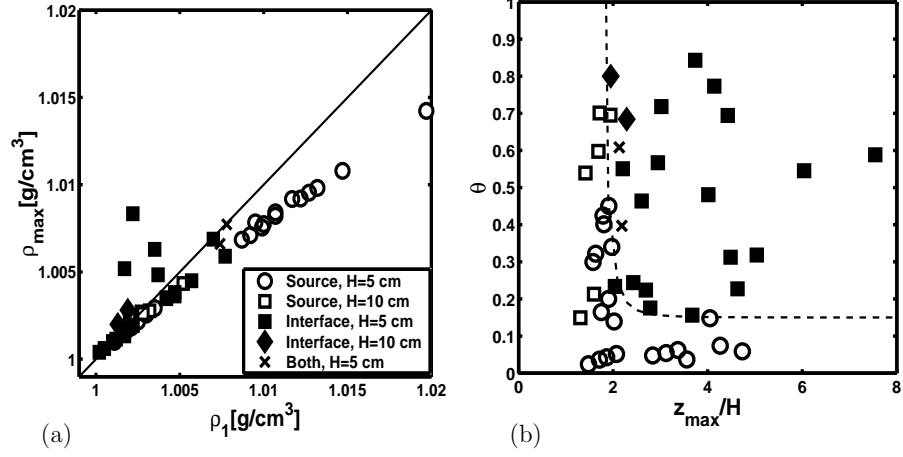 1.02
1.015
1.01
1.005
1
ρmax[g/cm³]
1
1.005
1.01
1.015
1.02
ρ1[g/cm³]
Source, H=5 cm
Source, H=10 cm
Interface, H=5 cm
Interface, H=10 cm
Both, H=5 cm
(a)
1
0.9
0.8
0.7
0.6
0.5
0.4
0.3
0.2
0.1
0
θ
0
2
4
6
8
zmax/H
(b)